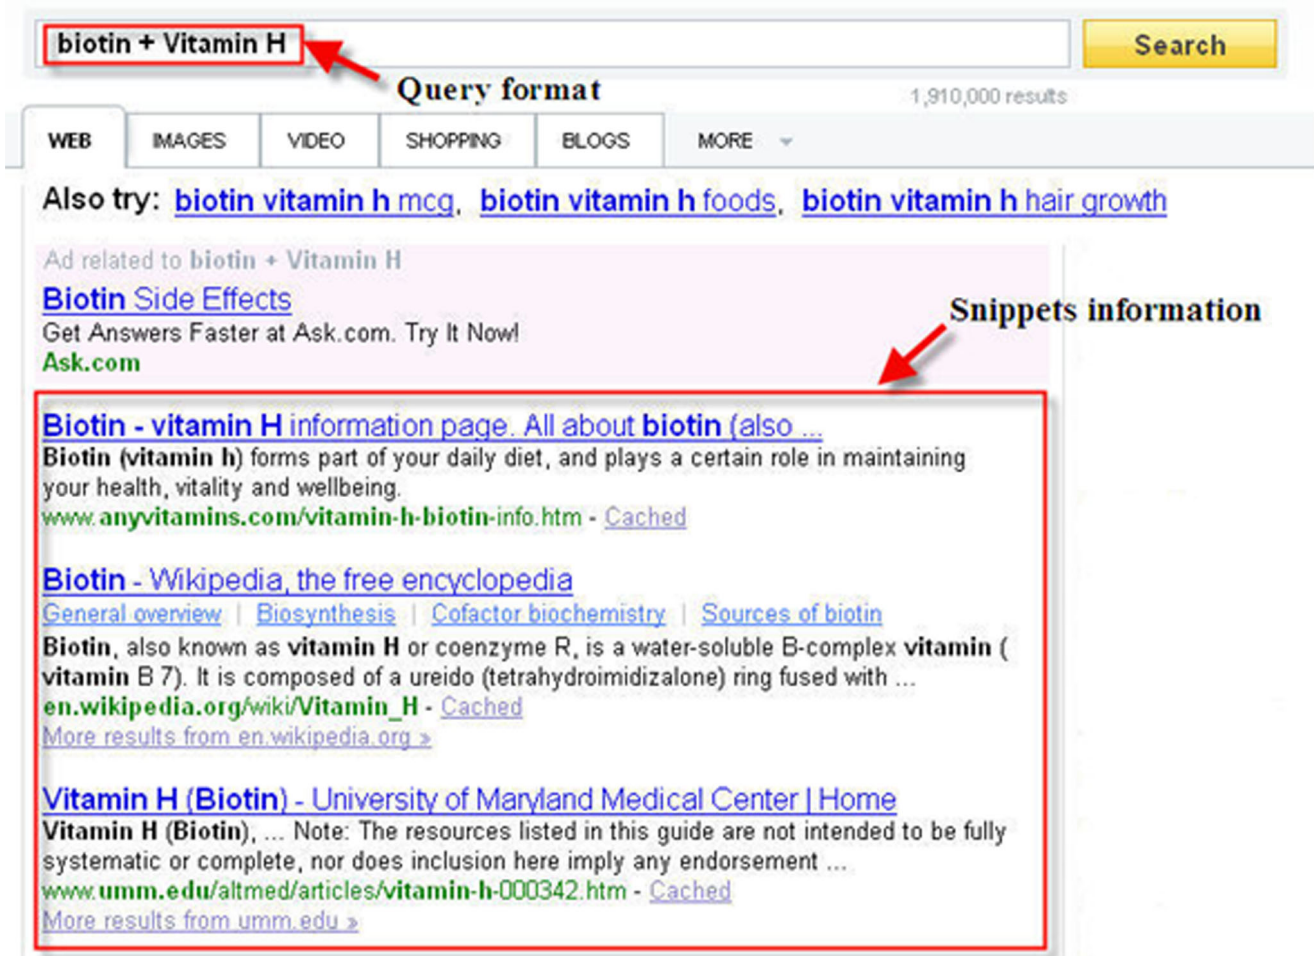 biotin + Vitamin H
Search
Query format
1,910,000 results
WEB IMAGES VIDEO SHOPPING BLOGS MORE
Also try: biotin vitamin h mcg, biotin vitamin h foods, biotin vitamin h hair growth
Ad related to biotin + Vitamin H
Biotin Side Effects
Get Answers Faster at Ask.com. Try It Now!
Ask.com
Snippets information
Biotin - vitamin H information page. All about biotin (also ...
Biotin (vitamin h) forms part of your daily diet, and plays a certain role in maintaining
your health, vitality and wellbeing.
www.anyvitamins.com/vitamin-h-biotin-info.htm - Cached
Biotin - Wikipedia, the free encyclopedia
General overview | Biosynthesis | Cofactor biochemistry | Sources of biotin
Biotin, also known as vitamin H or coenzyme R, is a water-soluble B-complex vitamin (
vitamin B 7). It is composed of a ureido (tetrahydroimidizalone) ring fused with ...
en.wikipedia.org/wiki/Vitamin_H - Cached
More results from en.wikipedia.org »
Vitamin H (Biotin) - University of Maryland Medical Center | Home
Vitamin H (Biotin), ... Note: The resources listed in this guide are not intended to be fully
systematic or complete, nor does inclusion here imply any endorsement ...
www.umm.edu/altmed/articles/vitamin-h-000342.htm - Cached
More results from umm.edu »